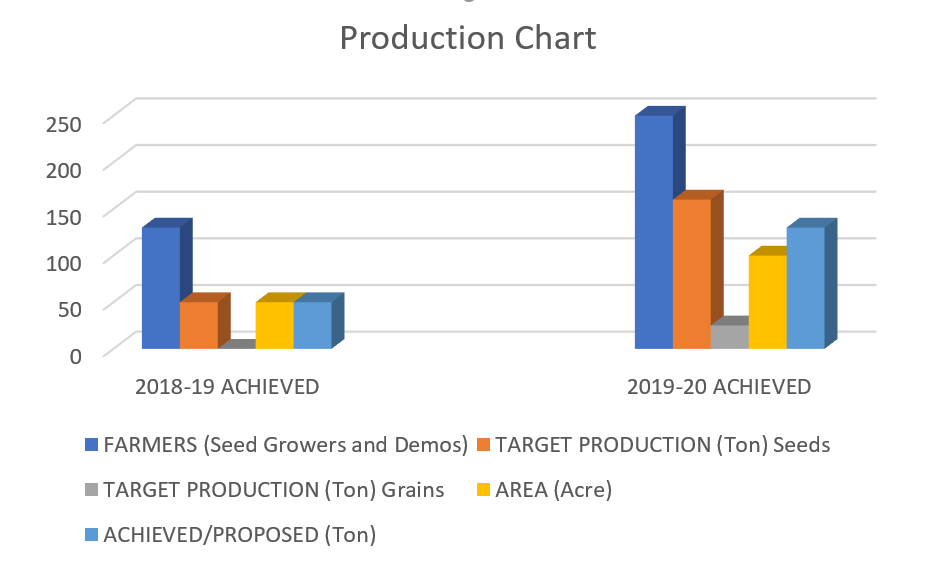 Production Chart
250
200
150
100
50
0
2018-19 ACHIEVED 2019-20 ACHIEVED
FARMERS (Seed Growers and Demos) TARGET PRODUCTION (Ton) Seeds
TARGET PRODUCTION (Ton) Grains AREA (Acre)
ACHIEVED/PROPOSED (Ton)